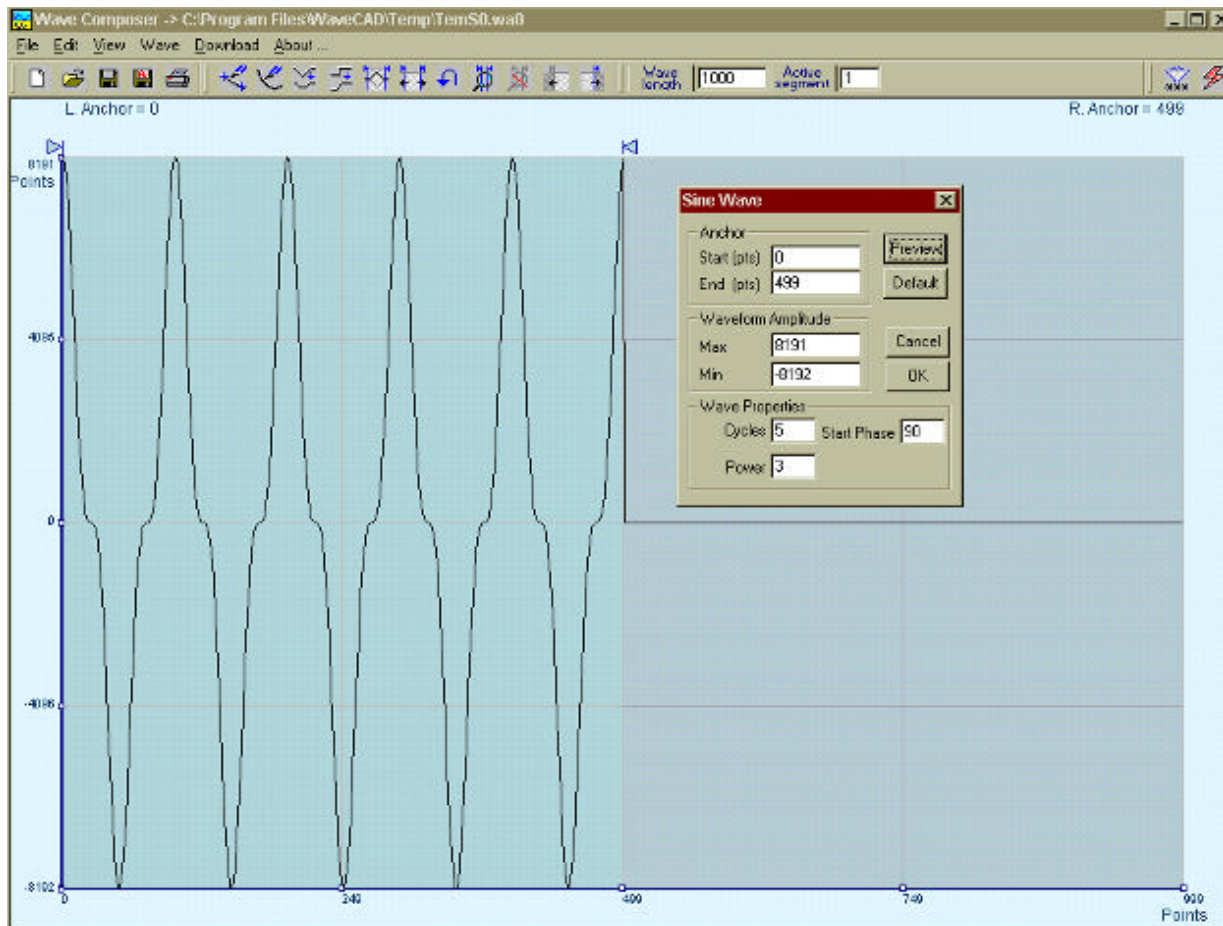 Wave Composer -> C:\Program Files\WaveCAD\Temp\TemS0.wa0
File Edit View Wave Download About ...
Wave length 1000 Active segment 1
L. Anchor = 0
R. Anchor = 499
8191
Points
4095
0
-4096
-8192
0
249
499
749
999
Points
Sine Wave
Anchor
Start (pts) 0
End (pts) 499
Preview
Default
Waveform Amplitude
Max 8191
Min -8192
Cancel
OK
Wave Properties
Cycles 5 Start Phase 90
Power 3